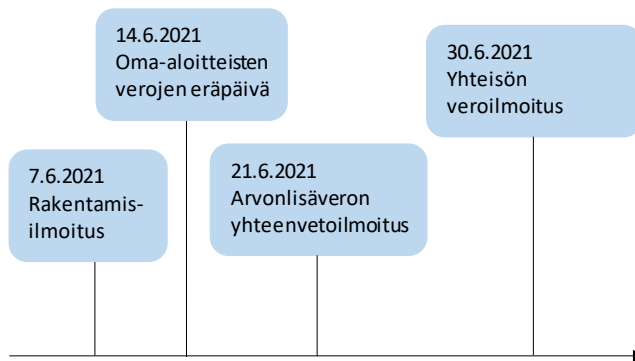 7.6.2021
Rakentamis-
ilmoitus
14.6.2021
Oma-aloitteisten
verojen eräpäivä
21.6.2021
Arvonlisäveron
yhteenvetoilmoitus
30.6.2021
Yhteisön
veroilmoitus